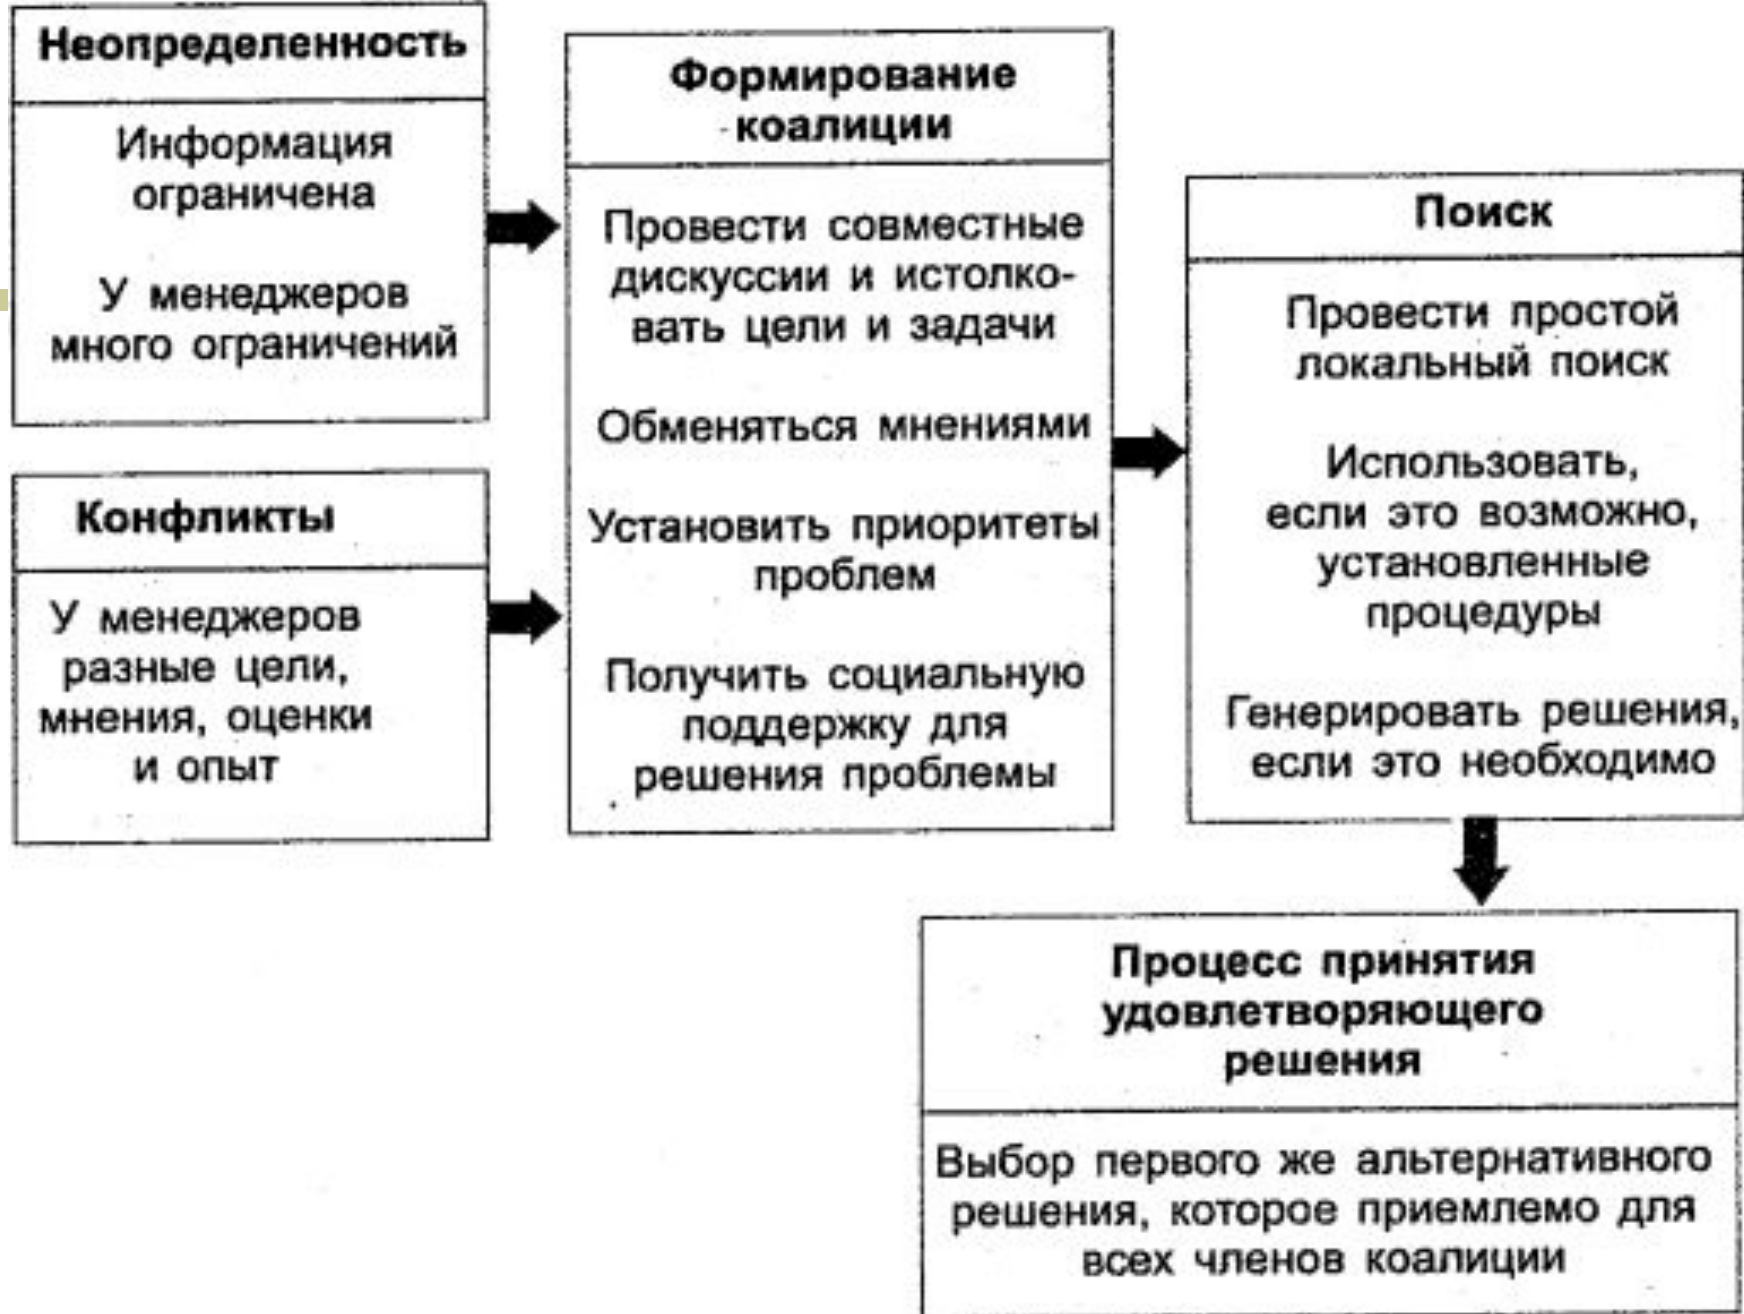 Неопределенность
Информация
ограничена
У менеджеров
много ограничений
Конфликты
У менеджеров
разные цели,
мнения, оценки
и опыт
Формирование
коалиции
Провести совместные
дискуссии и истолко-
вать цели и задачи
Обменяться мнениями
Установить приоритеты
проблем
Получить социальную
поддержку для
решения проблемы
Поиск
Провести простой
локальный поиск
Использовать,
если это возможно,
установленные
процедуры
Генерировать решения,
если это необходимо
Процесс принятия
удовлетворяющего
решения
Выбор первого же альтернативного
решения, которое приемлемо для
всех членов коалиции